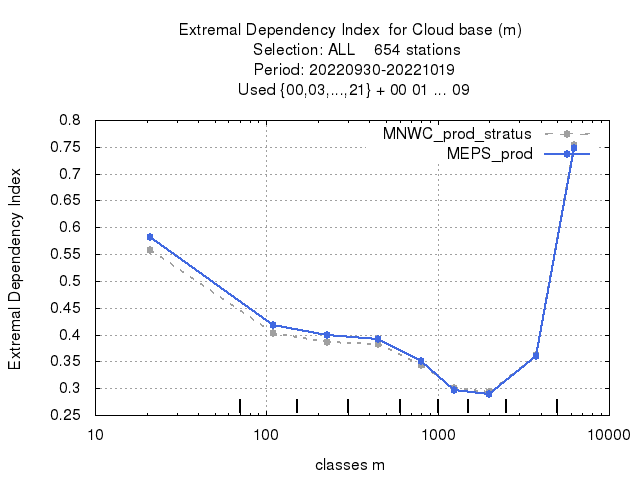 Extremal Dependency Index  for Cloud base (m)
Selection: ALL    654 stations
Period: 20220930-20221019
Used {00,03,...,21} + 00 01 ... 09
MNWC_prod_stratus
MEPS_prod
Extremal Dependency Index
0.8
0.75
0.7
0.65
0.6
0.55
0.5
0.45
0.4
0.35
0.3
0.25
10 100 1000 10000
classes m